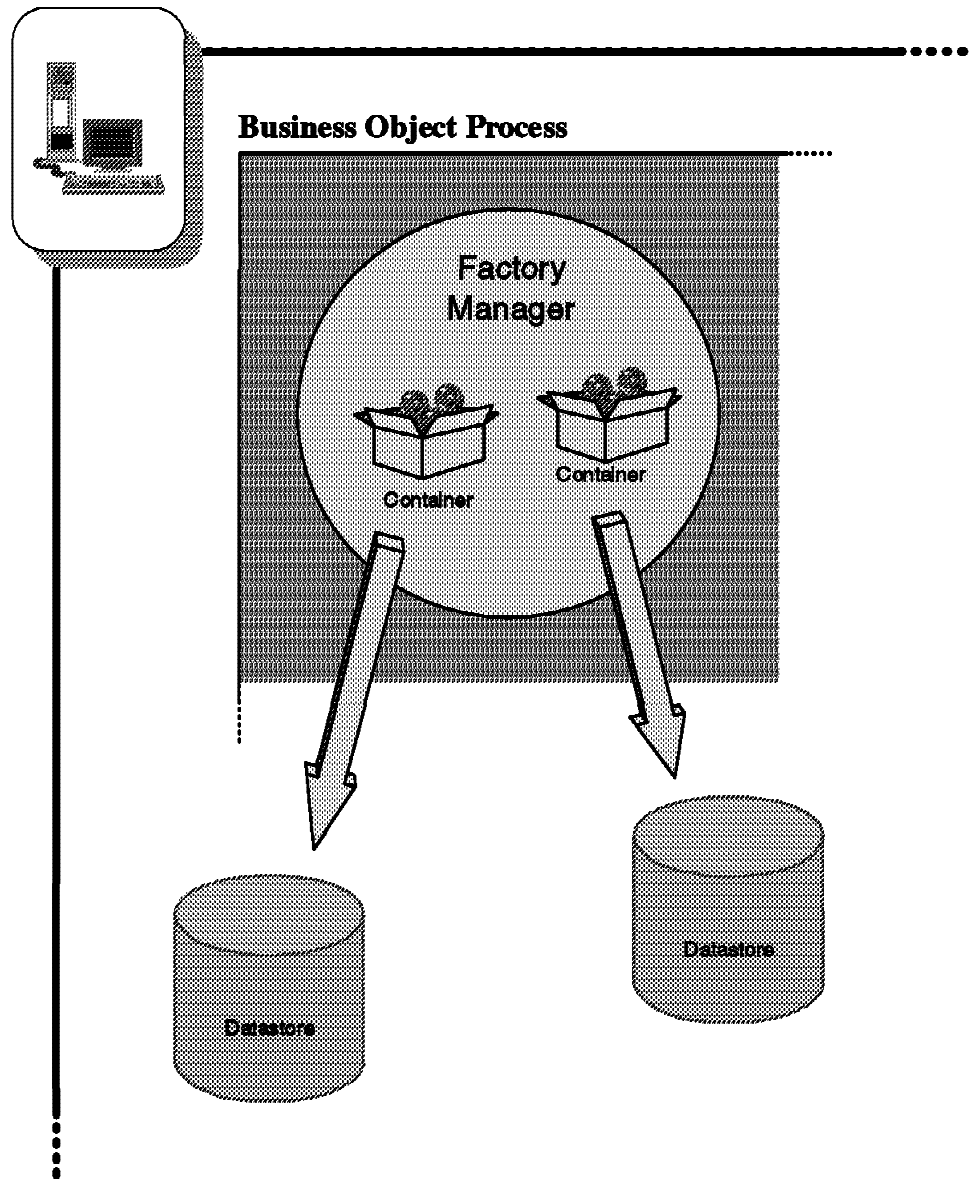 Business Object Process
Factory
Manager
Container
Container
Datastore
Datastore